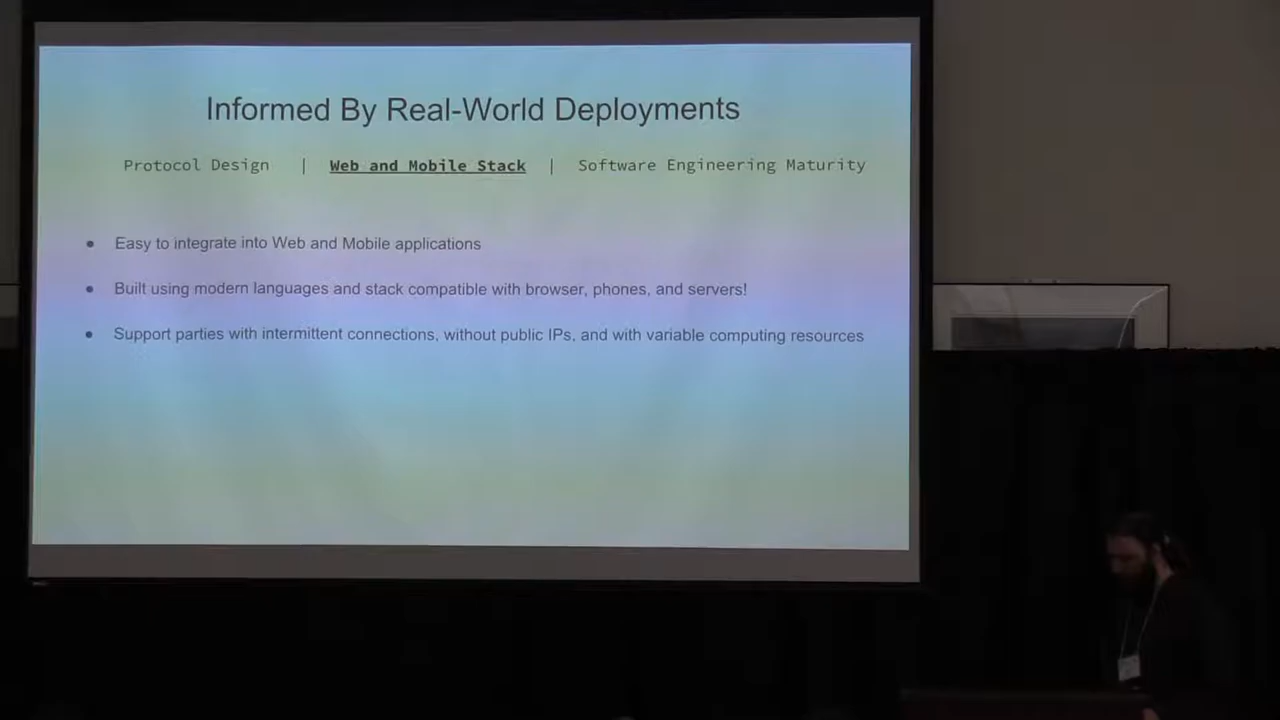 Informed By Real-World Deployments
Protocol Design | Web and Mobile Stack | Software Engineering Maturity
● Easy to integrate into Web and Mobile applications
● Built using modern languages and stack compatible with browser, phones, and servers!
● Support parties with intermittent connections, without public IPs, and with variable computing resources